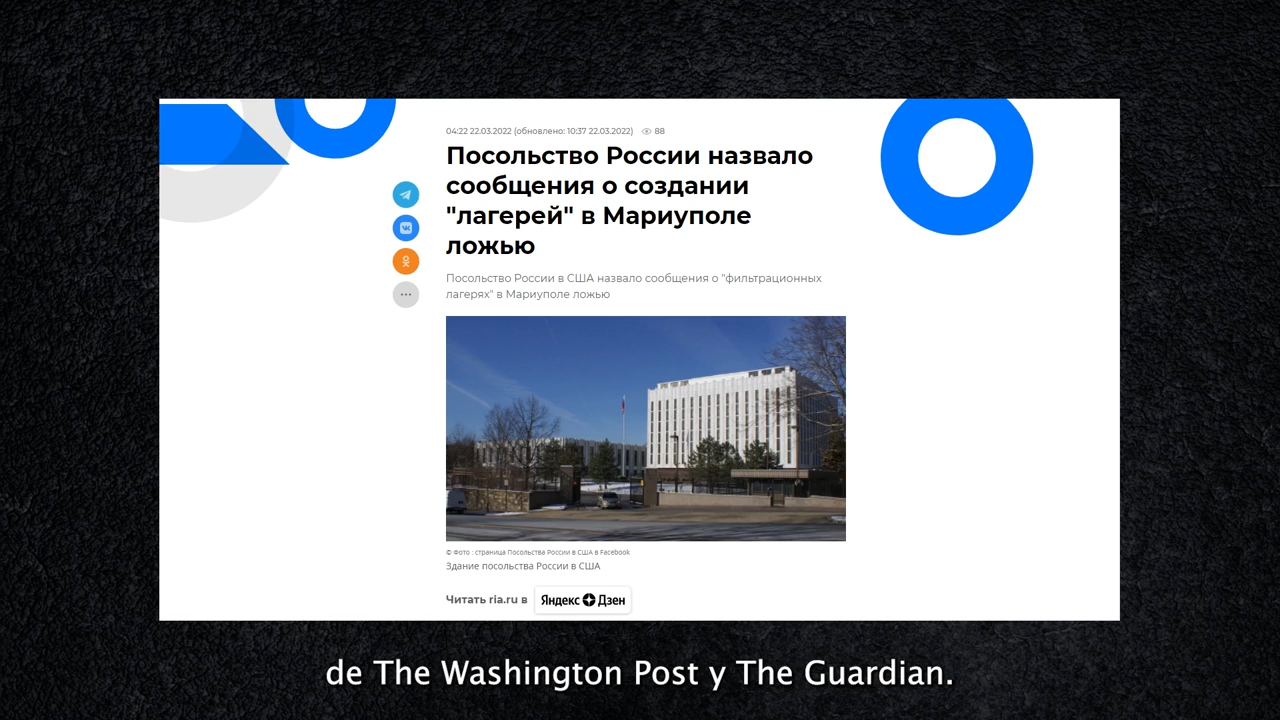 04:22 22.03.2022 (обновлено: 10:37 22.03.2022) 88
Посольство России назвало
сообщения о создании
"лагерей" в Мариуполе
ложью
Посольство России в США назвало сообщения о "фильтрационных
лагерях" в Мариуполе ложью
© Фото : страница Посольства России в США в Facebook
Здание посольства России в США
Читать ria.ru в Яндекс Дзен
de The Washington Post y The Guardian.